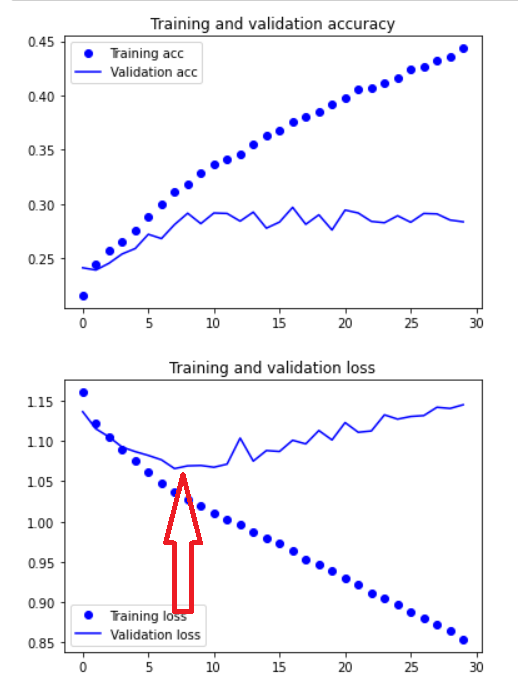 Training and validation accuracy
0.45
0.40
0.35
0.30
0.25
Training acc
Validation acc
0 5 10 15 20 25 30
Training and validation loss
1.15
1.10
1.05
1.00
0.95
0.90
0.85
Training loss
Validation loss
0 5 10 15 20 25 30